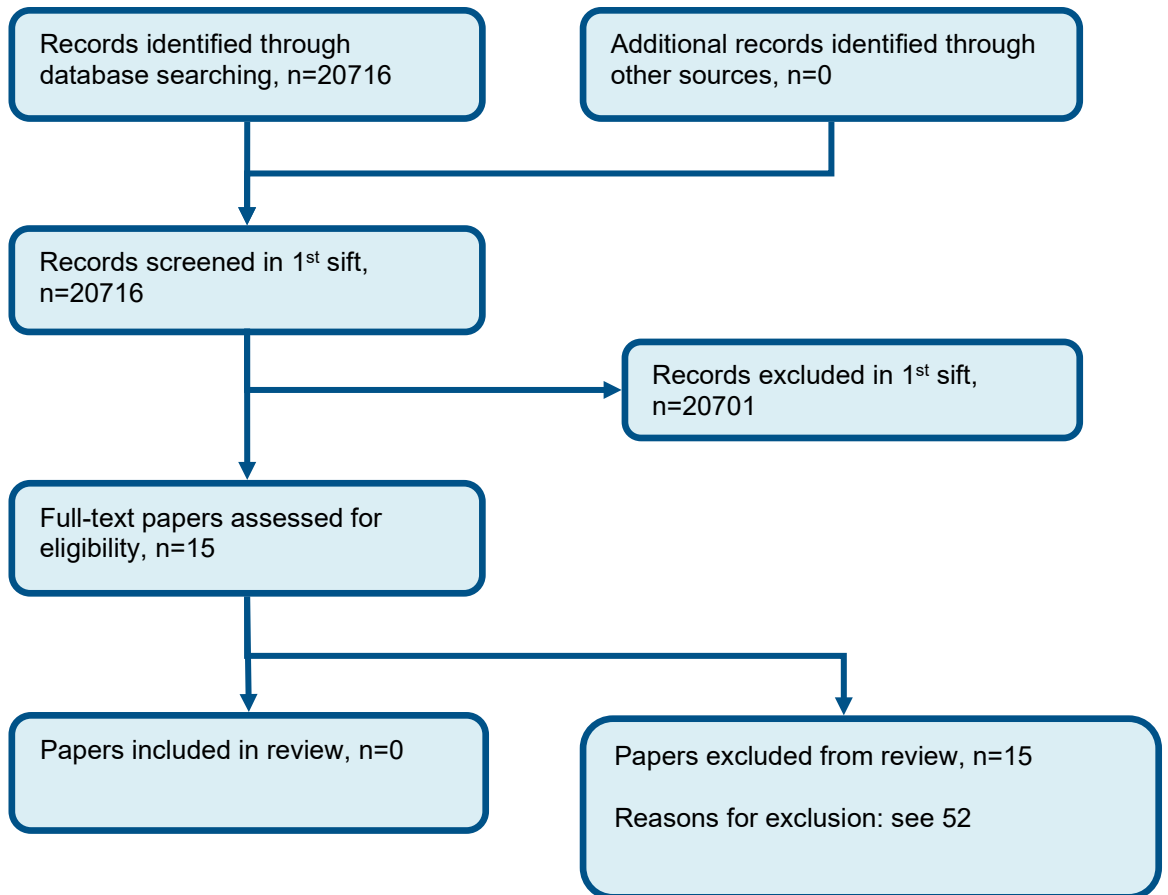 Records identified through
database searching, n=20716
Additional records identified through
other sources, n=0
Records screened in 1st sift,
n=20716
Records excluded in 1st sift,
n=20701
Full-text papers assessed for
eligibility, n=15
Papers included in review, n=0
Papers excluded from review, n=15
Reasons for exclusion: see 52